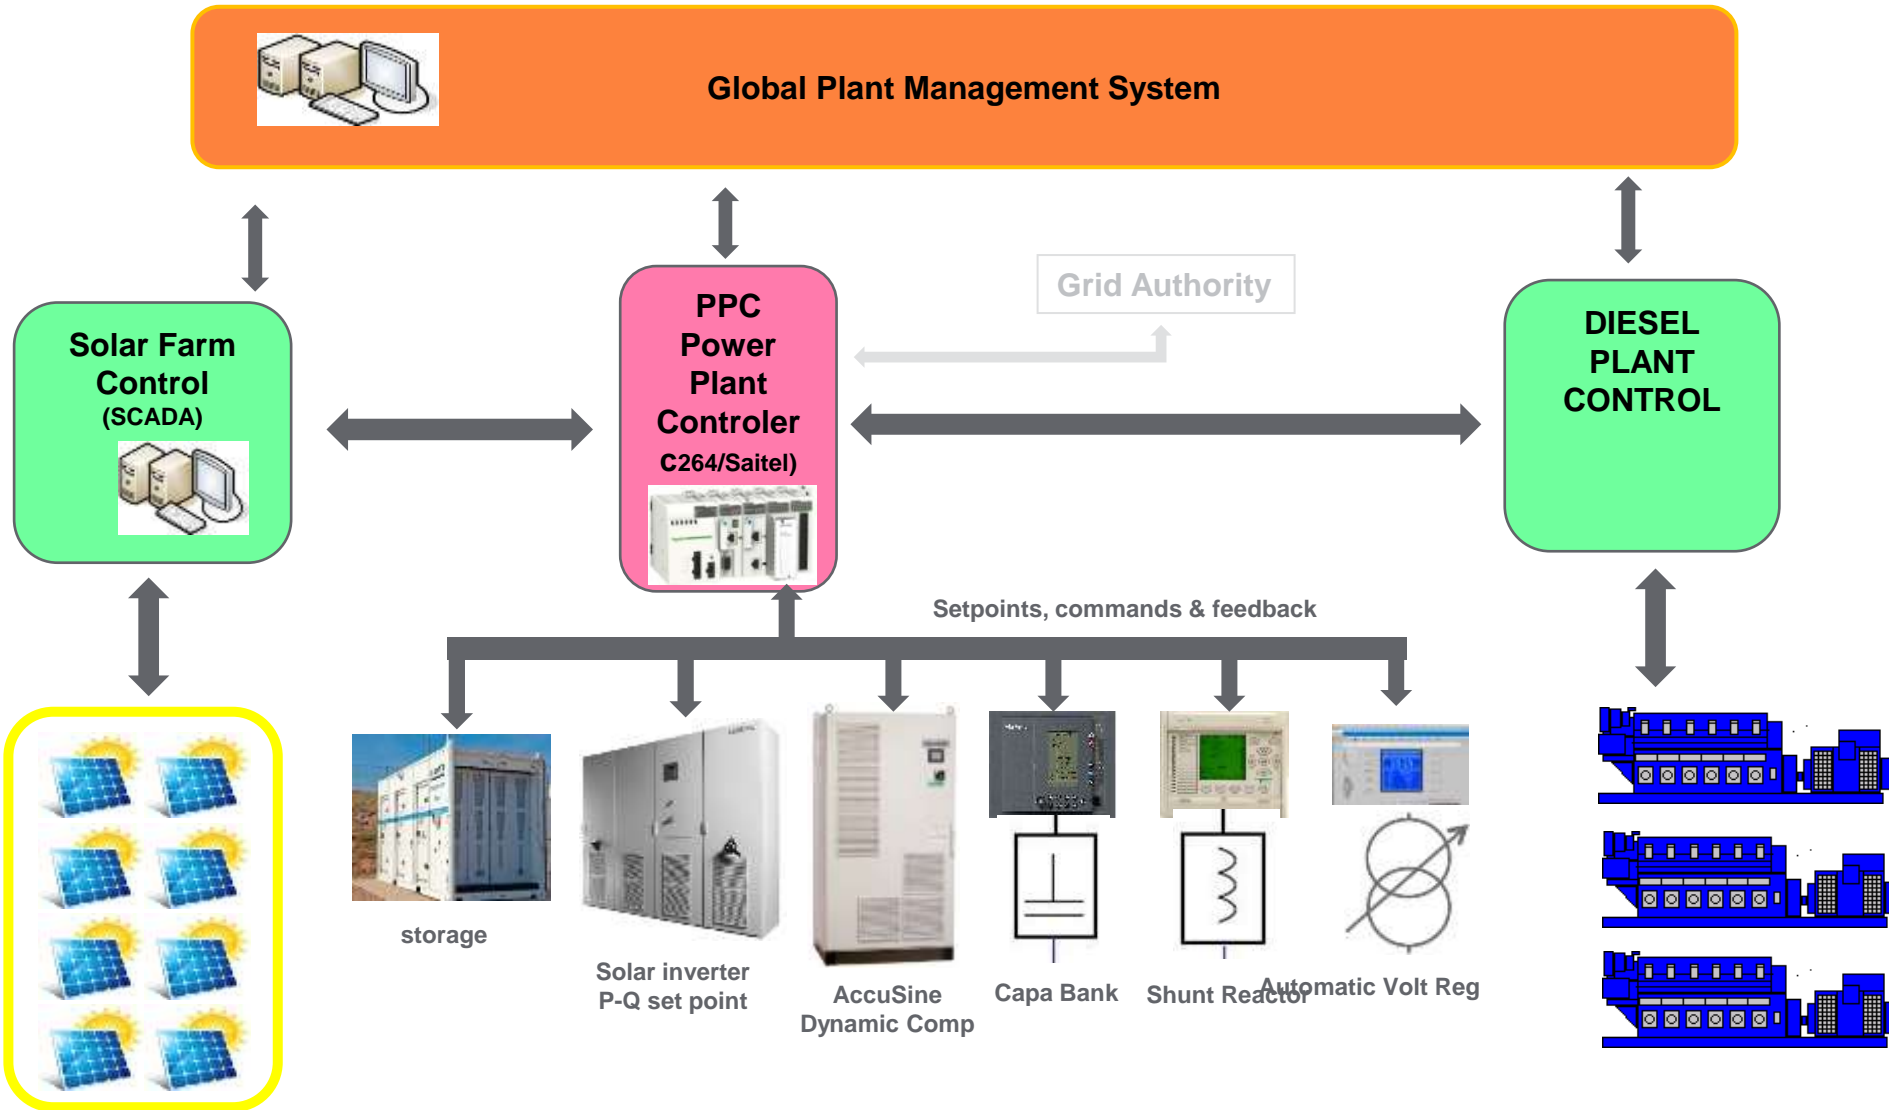 Global Plant Management System
Grid Authority
Solar Farm
Control
(SCADA)
PPC
Power
Plant
Controler
C264/Saitel)
DIESEL
PLANT
CONTROL
Setpoints, commands & feedback
storage
Solar inverter
P-Q set point
AccuSine
Dynamic Comp
Capa Bank
Shunt Reactor
Automatic Volt Reg